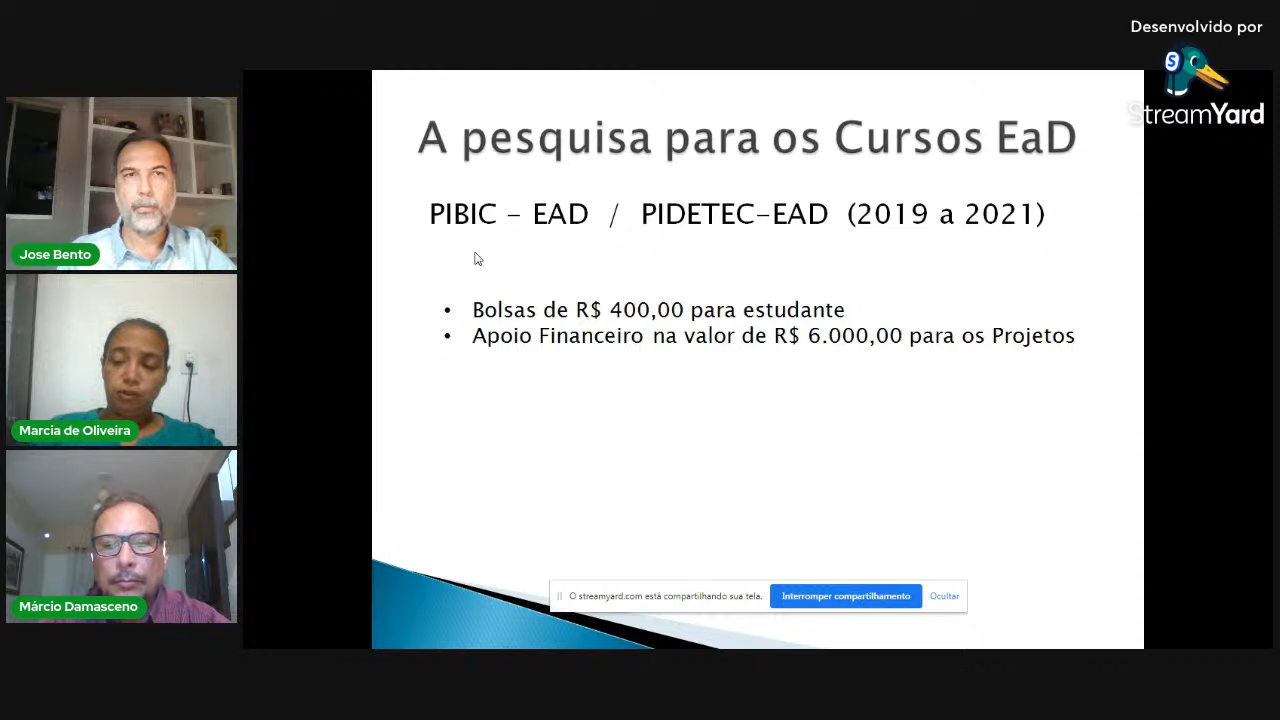 Desenvolvido por
StreamYard
A pesquisa para os Cursos EaD
PIBIC - EAD / PIDETEC-EAD (2019 a 2021)
• Bolsas de R$ 400,00 para estudante
• Apoio Financeiro na valor de R$ 6.000,00 para os Projetos
Jose Bento
Marcia de Oliveira
Márcio Damasceno
O streamyard.com está compartilhando sua tela.
Interromper compartilhamento
Ocultar